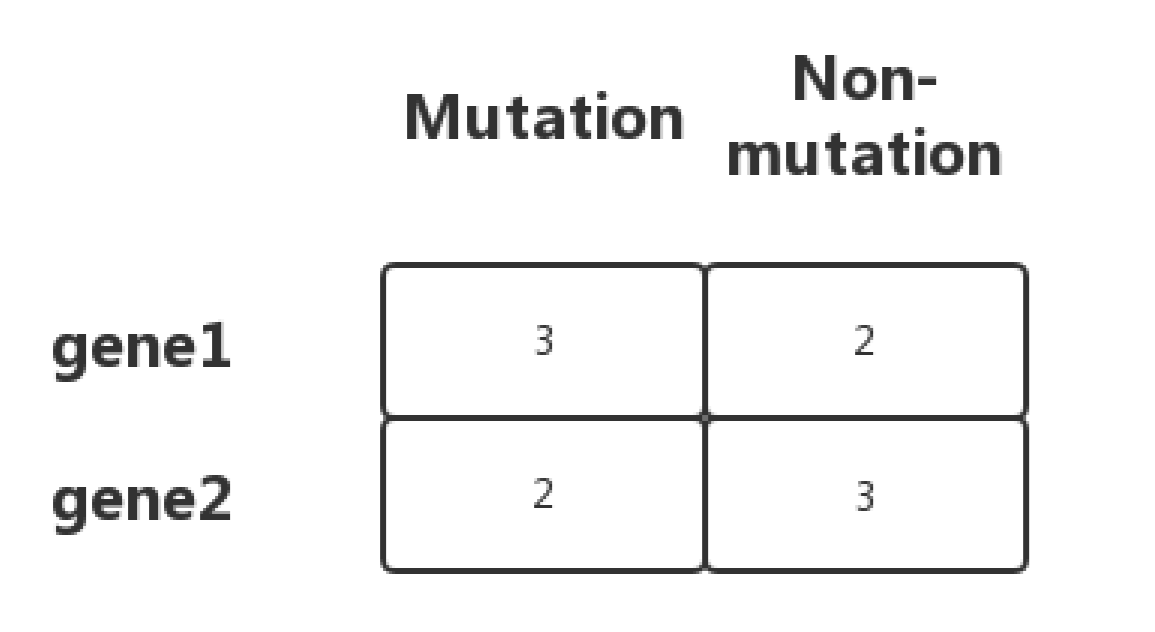 Mutation
Non-
mutation
gene1
3
2
gene2
2
3